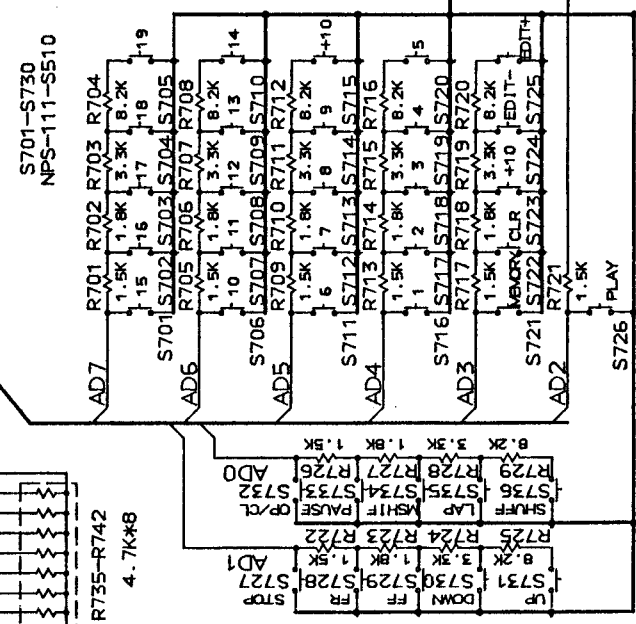 S701-S730
NPS-111-S510
R704
8.2K
R703
3.3K
R702
1.8K
R701
1.5K
19
18
17
16
15
S705
S704
S703
S702
S701
AD7
R708
8.2K
R707
3.3K
R706
1.8K
R705
1.5K
14
13
12
11
10
S710
S709
S708
S707
S706
AD6
R712
8.2K
R711
3.3K
R710
1.8K
R709
1.5K
+10
9
8
7
6
S715
S714
S713
S712
S711
AD5
R716
8.2K
R715
3.3K
R714
1.8K
R713
1.5K
5
4
3
2
1
S720
S719
S718
S717
S716
AD4
R720
8.2K
R719
3.3K
R718
1.8K
R717
1.5K
EDIT+
EDIT-
+10
CLR
MEMORY
S725
S724
S723
S722
S721
AD3
R721
1.5K
PLAY
S726
AD2
AD0
1.5K
R726
1.8K
R727
3.3K
R728
8.2K
R729
S732
OP/CL
S733
PAUSE
S734
MSHIF
S735
LAP
S736
SHUFF
AD1
R722
1.5K
R723
1.8K
R724
3.3K
R725
8.2K
S727
STOP
S728
FR
S729
FF
S730
DOWN
S731
UP
R735-R742
4.7K*8